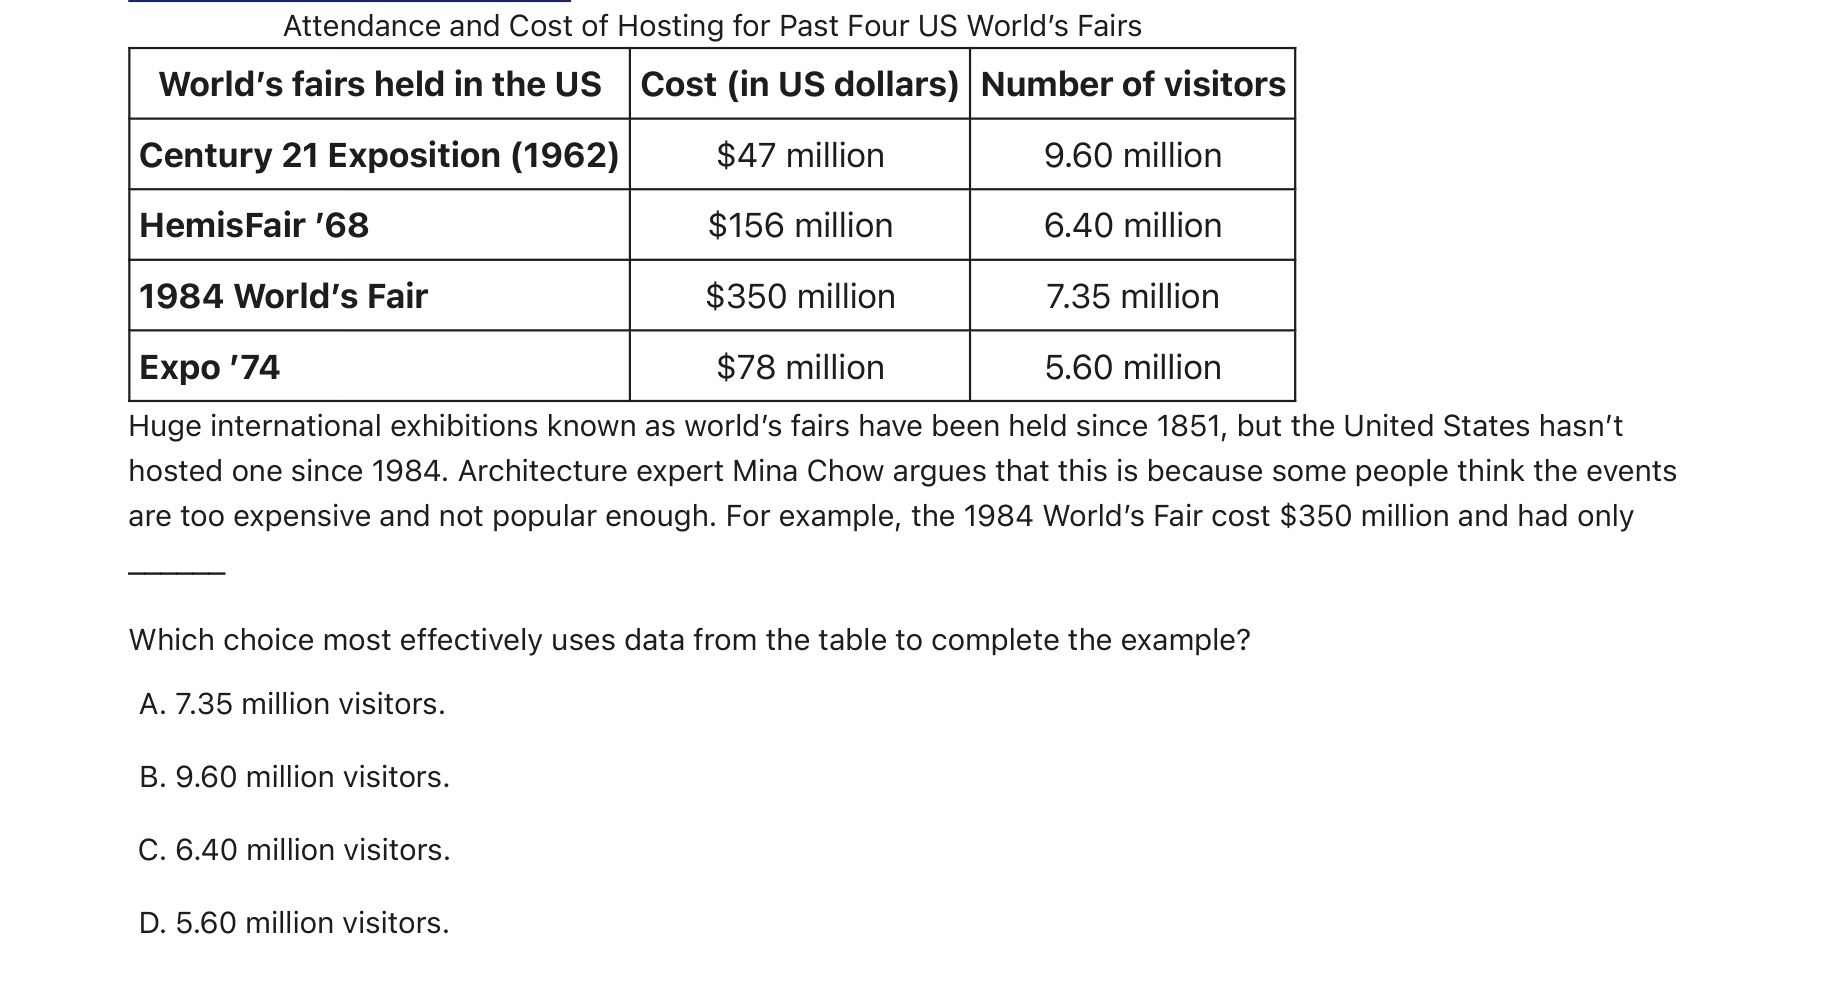 Attendance and Cost of Hosting for Past Four US World’s Fairs
World’s fairs held in the US Cost (in US dollars) Number of visitors
Century 21 Exposition (1962) $47 million 9.60 million
HemisFair ’68 $156 million 6.40 million
1984 World’s Fair $350 million 7.35 million
Expo ’74 $78 million 5.60 million
Huge international exhibitions known as world’s fairs have been held since 1851, but the United States hasn’t
hosted one since 1984. Architecture expert Mina Chow argues that this is because some people think the events
are too expensive and not popular enough. For example, the 1984 World’s Fair cost $350 million and had only
______
Which choice most effectively uses data from the table to complete the example?
A. 7.35 million visitors.
B. 9.60 million visitors.
C. 6.40 million visitors.
D. 5.60 million visitors.